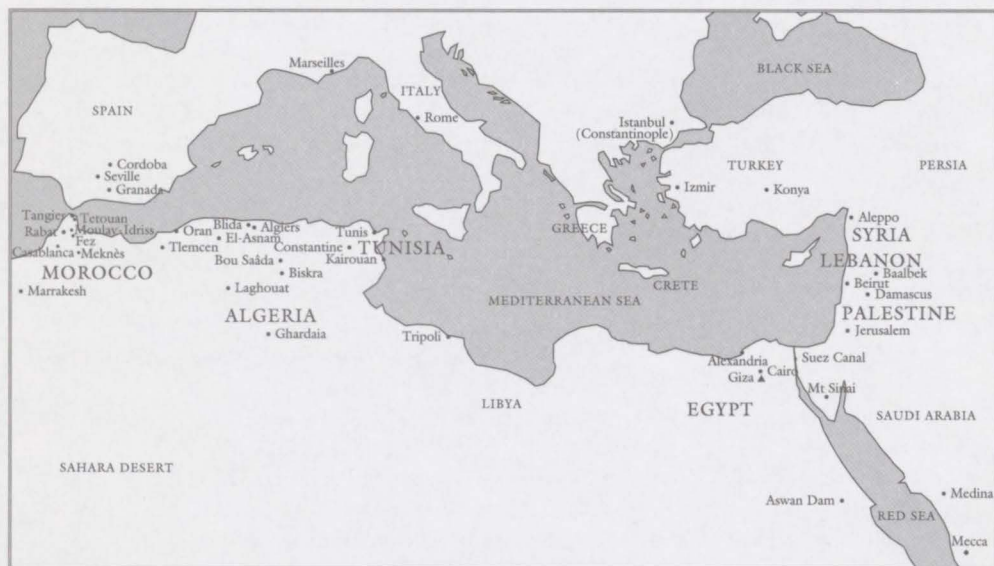 BLACK SEA
Marseilles
ITALY
SPAIN
Rome
Istanbul
(Constantinople)
Cordoba
Seville
Granada
TURKEY
PERSIA
Izmir
Konya
Tangier
Tetouan
Rabat
Moulay-Idriss
Fez
Casablanca
Meknès
MOROCCO
Marrakesh
Oran
Tlemcen
Blida
Algiers
El-Asnam
Constantine
Bou Saâda
Biskra
Laghouat
ALGERIA
Ghardaia
Tunis
TUNISIA
Kairouan
GREECE
Aleppo
SYRIA
LEBANON
Baalbek
Beirut
Damascus
CRETE
MEDITERRANEAN SEA
PALESTINE
Jerusalem
Tripoli
Alexandria
Suez Canal
Cairo
Giza
Mt Sinai
LIBYA
EGYPT
SAUDI ARABIA
SAHARA DESERT
Aswan Dam
Medina
RED SEA
Mecca